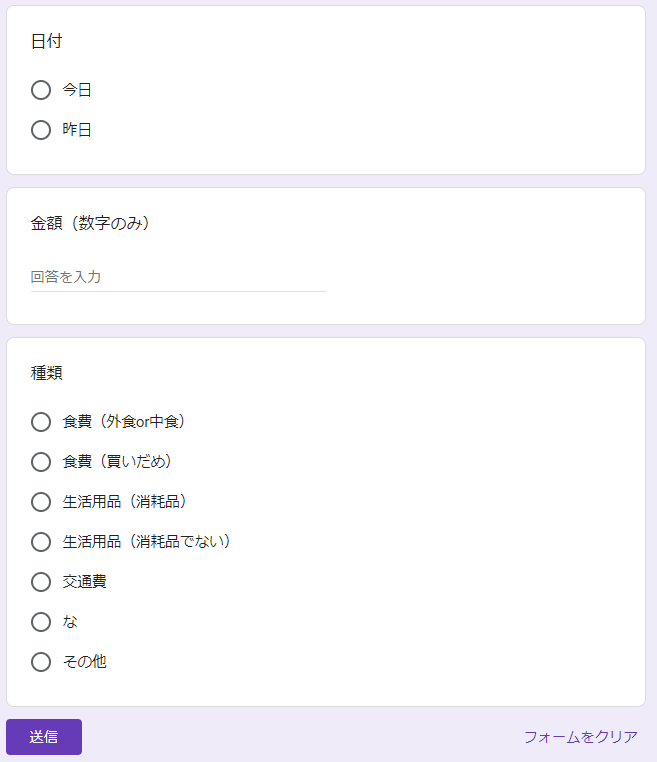 日付
今日
昨日
金額（数字のみ）
回答を入力
種類
食費（外食or中食）
食費（買いだめ）
生活用品（消耗品）
生活用品（消耗品でない）
交通費
な
その他
送信
フォームをクリア